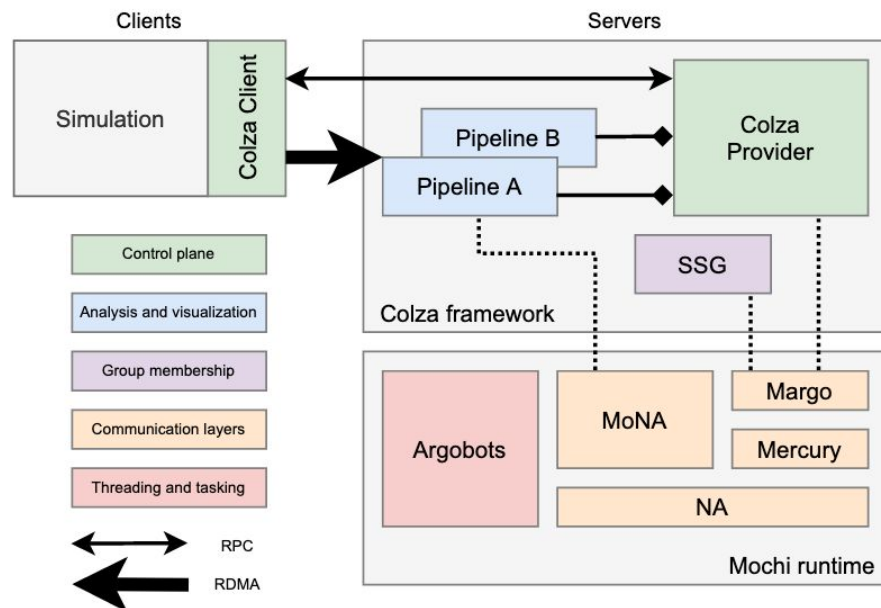 Clients
Servers
Simulation
Colza Client
Pipeline B
Pipeline A
Colza
Provider
SSG
Colza framework
Control plane
Analysis and visualization
Group membership
Communication layers
Threading and tasking
RPC
RDMA
Argobots
MoNA
Margo
Mercury
NA
Mochi runtime